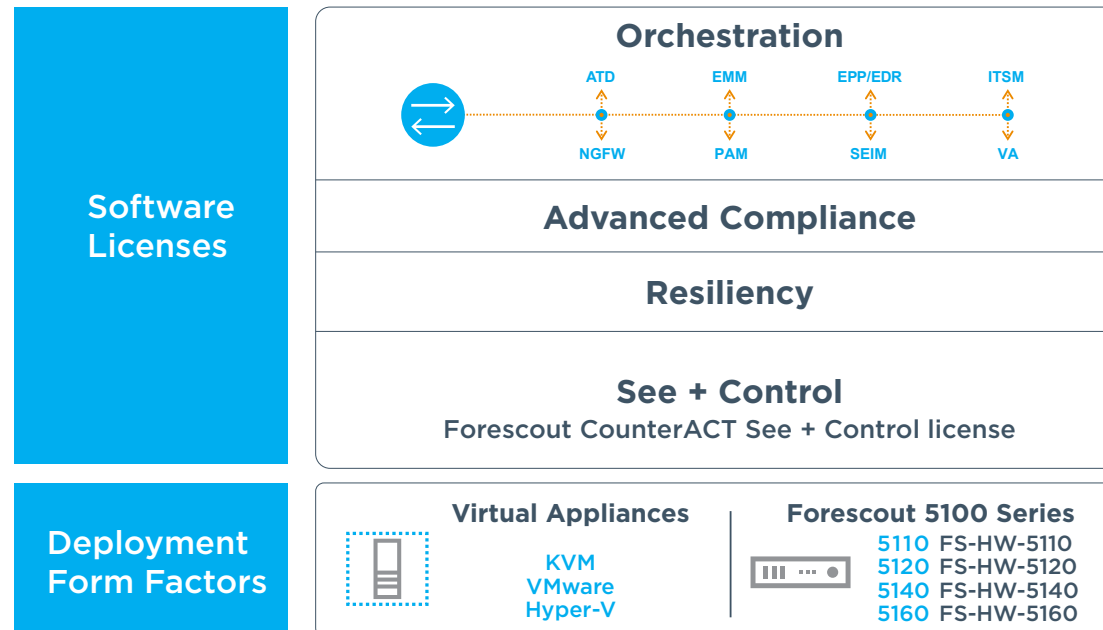 Software
Licenses
Orchestration
ATD EMM EPP/EDR ITSM
NGFW PAM SEIM VA
Advanced Compliance
Resiliency
See + Control
Forescout CounterACT See + Control license
Deployment
Form Factors
Virtual Appliances
KVM
VMware
Hyper-V
Forescout 5100 Series
5110 FS-HW-5110
5120 FS-HW-5120
5140 FS-HW-5140
5160 FS-HW-5160